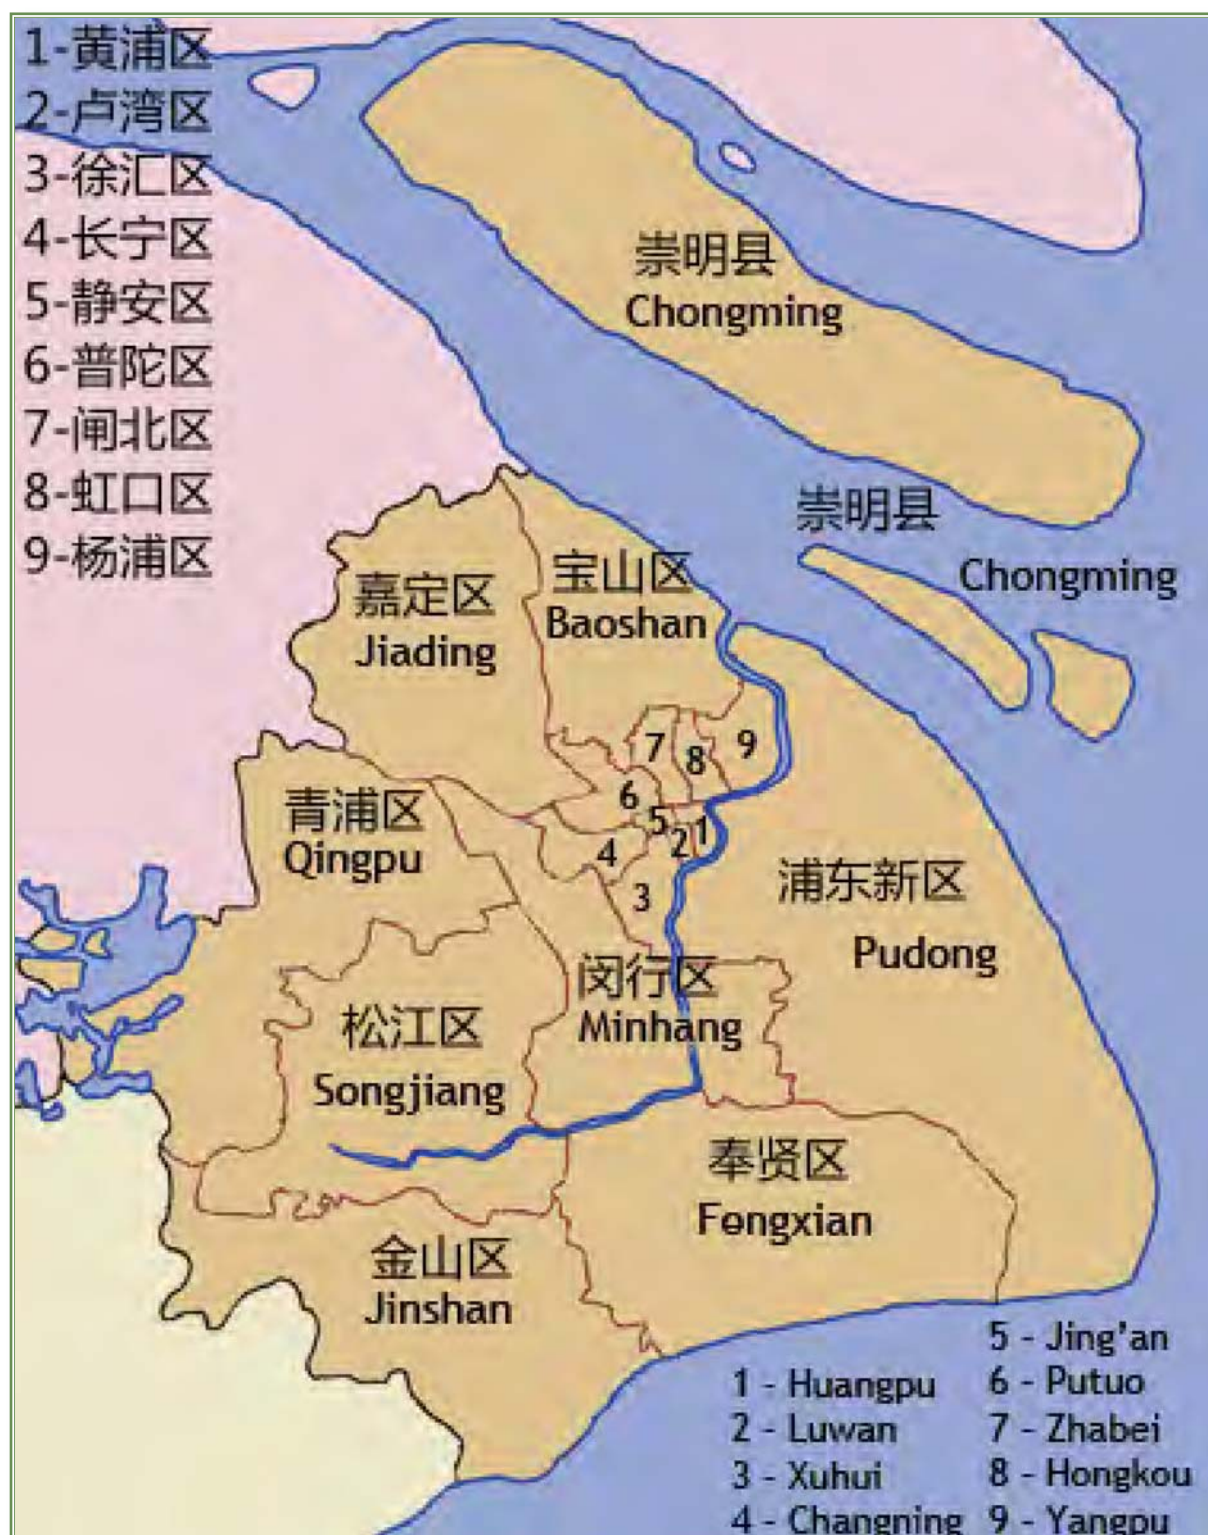 1-黄浦区
2-卢湾区
3-徐汇区
4-长宁区
5-静安区
6-普陀区
7-闸北区
8-虹口区
9-杨浦区
崇明县
Chongming
崇明县
Chongming
宝山区
Baoshan
嘉定区
Jiading
7
8
9
6
5
1
2
4
3
青浦区
Qingpu
浦东新区
Pudong
闵行区
Minhang
松江区
Songjiang
奉贤区
Fengxian
金山区
Jinshan
1 - Huangpu
2 - Luwan
3 - Xuhui
4 - Changning
5 - Jing'an
6 - Putuo
7 - Zhabei
8 - Hongkou
9 - Yangpu